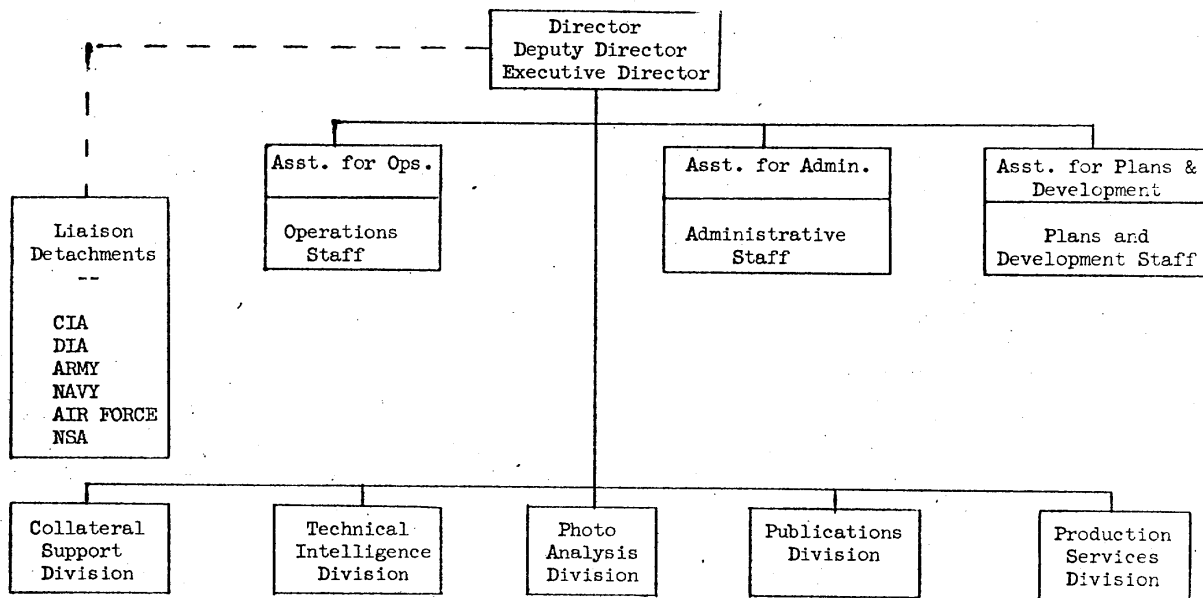 Director
Deputy Director
Executive Director
Asst. for Ops.
Operations
Staff
Asst. for Admin.
Administrative
Staff
Asst. for Plans &
Development
Plans and
Development Staff
Liaison
Detachments
--
CIA
DIA
ARMY
NAVY
AIR FORCE
NSA
Collateral
Support
Division
Technical
Intelligence
Division
Photo
Analysis
Division
Publications
Division
Production
Services
Division